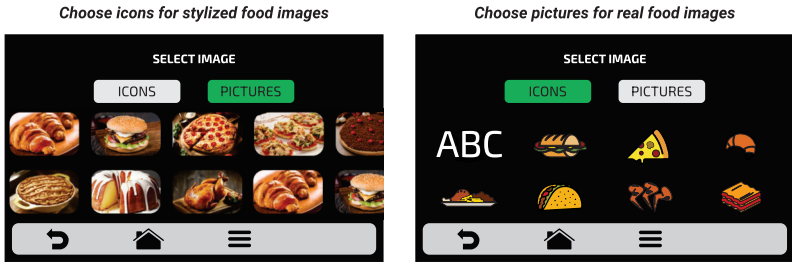 Choose icons for stylized food images
SELECT IMAGE
ICONS PICTURES
Choose pictures for real food images
SELECT IMAGE
ICONS PICTURES
ABC